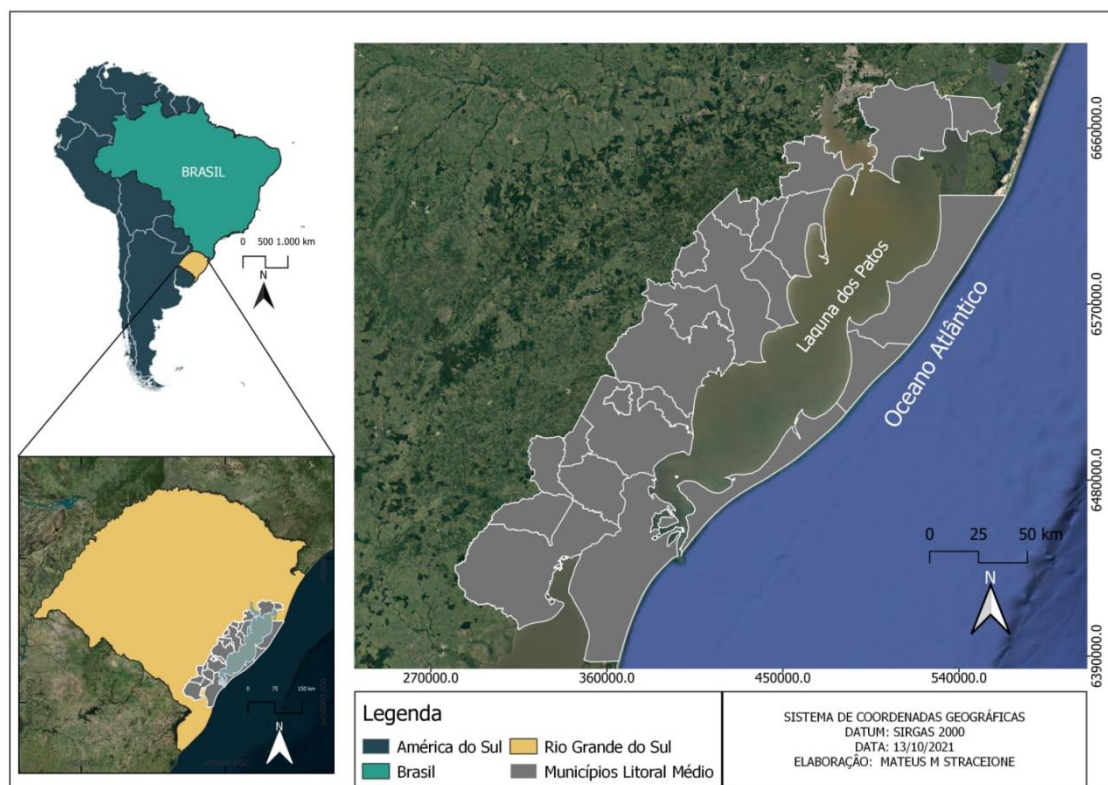 BRASIL
0 500 1.000 km
N
Laguna dos Patos
Oceano Atlântico
0 25 50 km
N
6660000.0
6570000.0
6480000.0
6390000.0
270000.0 360000.0 450000.0 540000.0
0 75 150 km
N
Legenda
América do Sul
Rio Grande do Sul
Brasil
Municípios Litoral Médio
SISTEMA DE COORDENADAS GEOGRÁFICAS
DATUM: SIRGAS 2000
DATA: 13/10/2021
ELABORAÇÃO: MATEUS M STRACEIONE